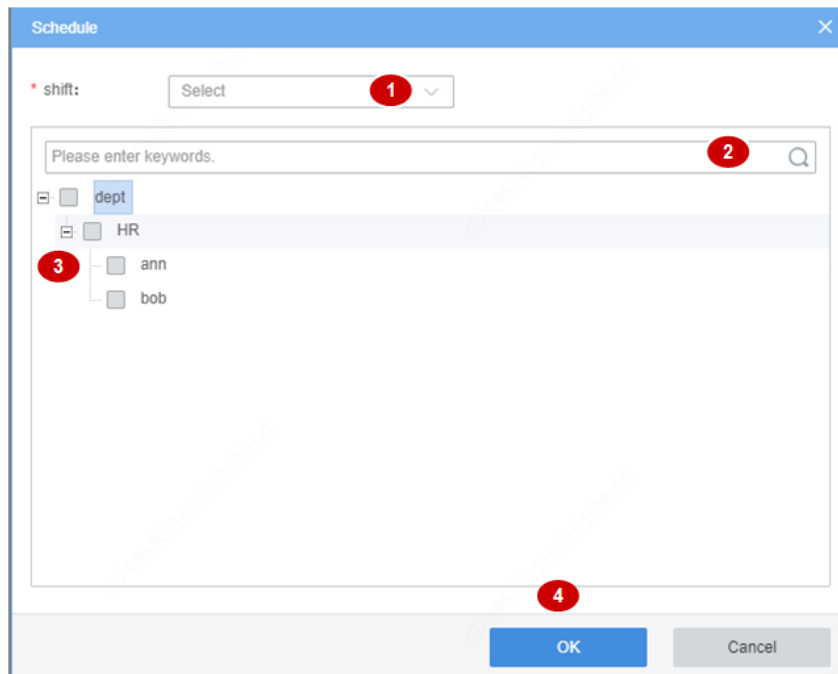 Schedule
* shift: Select 1
Please enter keywords. 2
dept
HR
3 ann
bob
4
OK Cancel